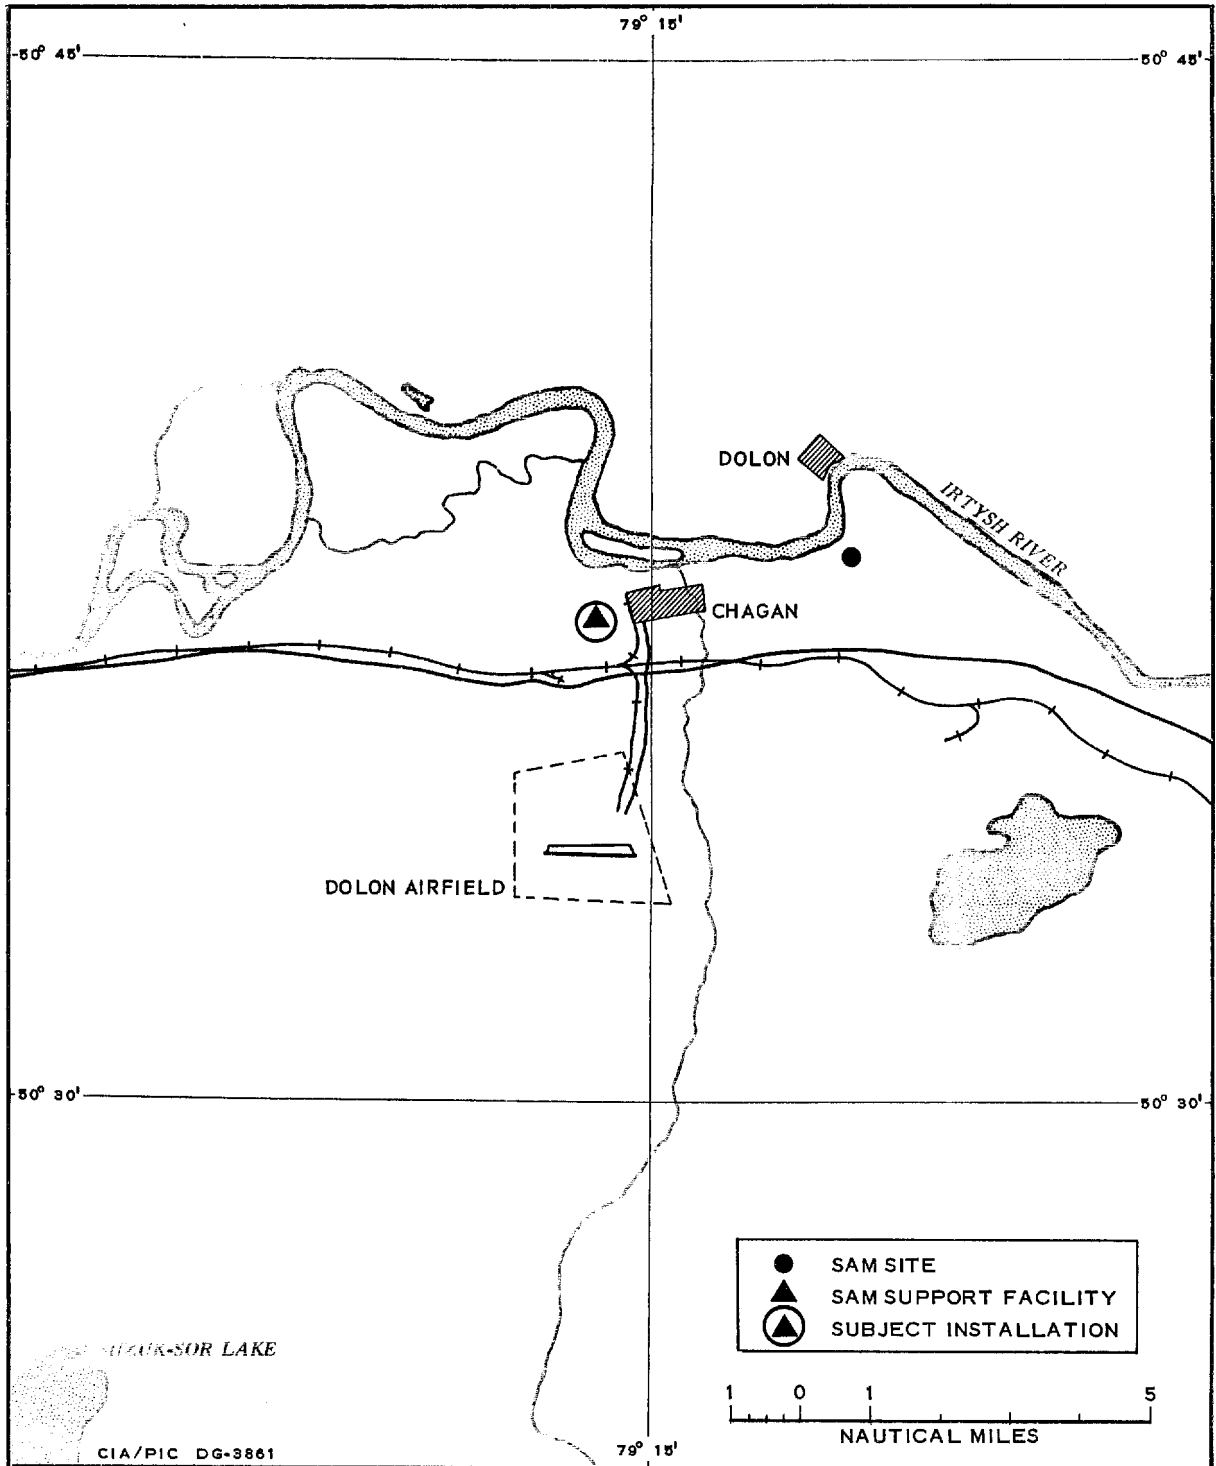 79° 15'
50° 45'
50° 45'
DOLON
IRTYSH RIVER
CHAGAN
DOLON AIRFIELD
50° 30'
50° 30'
SAM SITE
SAM SUPPORT FACILITY
SUBJECT INSTALLATION
LAKE
1 0 1 5
NAUTICAL MILES
79° 15'
CIA/PIC DG-3861